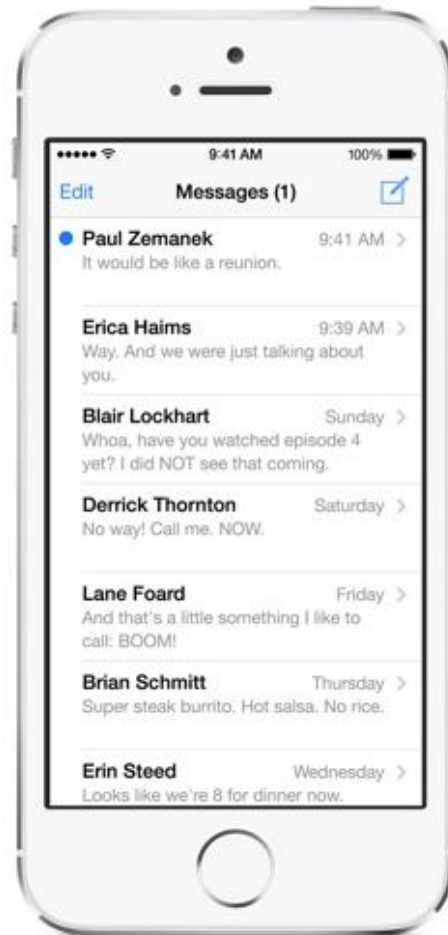 9:41 AM 100%
Edit Messages (1)
Paul Zemanek 9:41 AM
It would be like a reunion.
Erica Haims 9:39 AM
Way. And we were just talking about
you.
Blair Lockhart Sunday
Whoa, have you watched episode 4
yet? I did NOT see that coming.
Derrick Thornton Saturday
No way! Call me. NOW.
Lane Foard Friday
And that's a little something I like to
call: BOOM!
Brian Schmitt Thursday
Super steak burrito. Hot salsa. No rice.
Erin Steed Wednesday
Looks like we're 8 for dinner now.